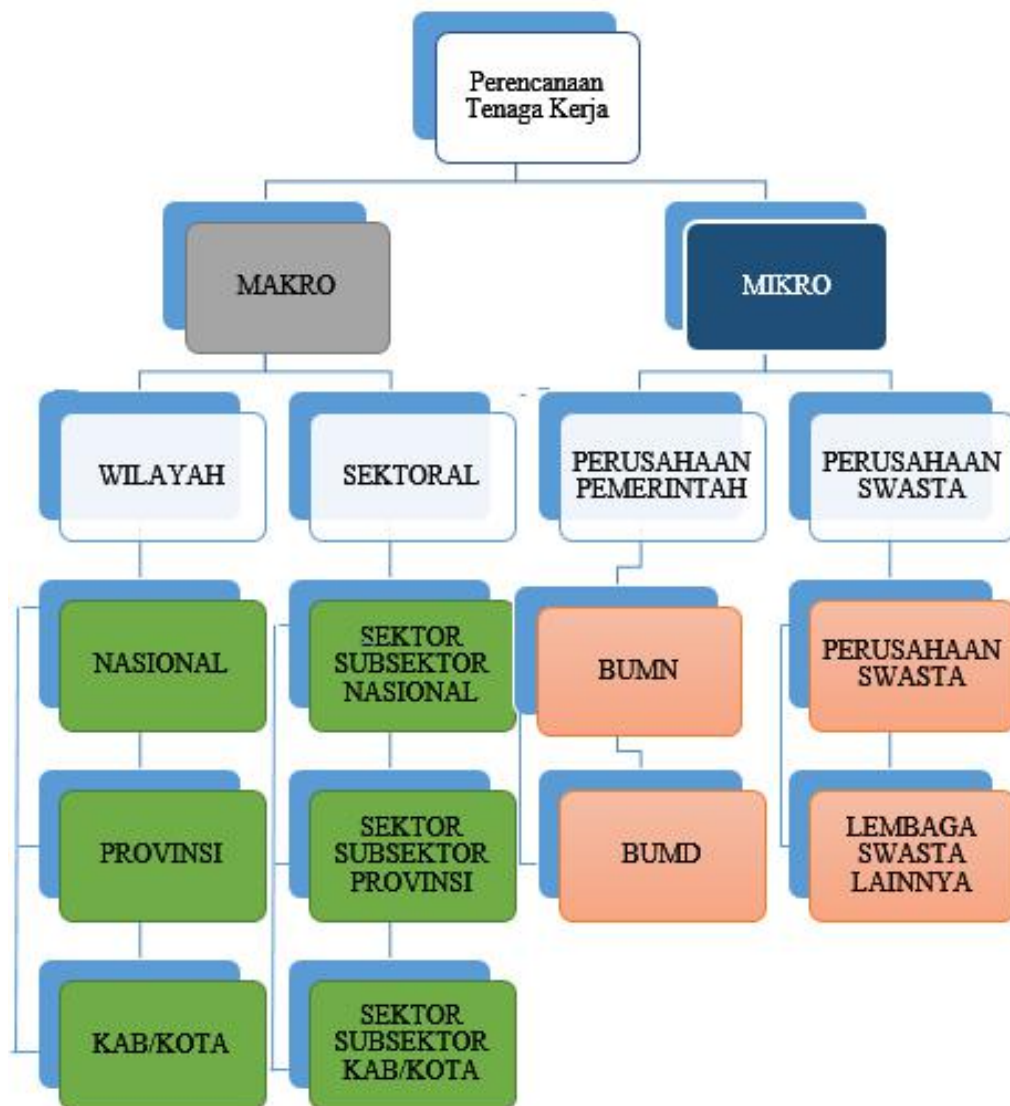 Perencanaan
Tenaga Kerja
MAKRO
MIKRO
WILAYAH
SEKTORAL
PERUSAHAAN
PEMERINTAH
PERUSAHAAN
SWASTA
NASIONAL
SEKTOR
SUBSEKTOR
NASIONAL
BUMN
PERUSAHAAN
SWASTA
PROVINSI
SEKTOR
SUBSEKTOR
PROVINSI
BUMD
LEMBAGA
SWASTA
LAINNYA
KAB/KOTA
SEKTOR
SUBSEKTOR
KAB/KOTA